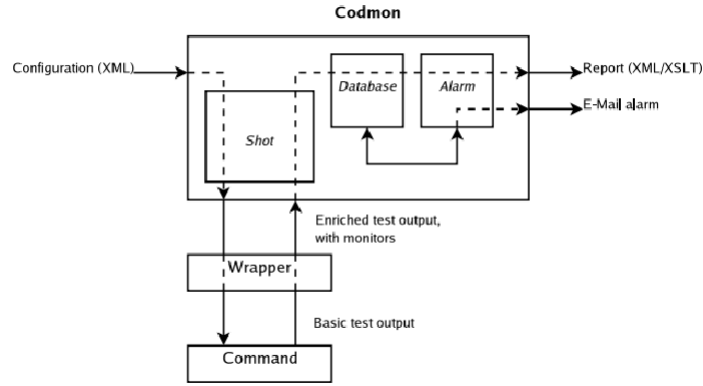 Codmon
Configuration (XML)
Report (XML/XSLT)
Database
Alarm
E-Mail alarm
Shot
Enriched test output,
with monitors
Wrapper
Basic test output
Command